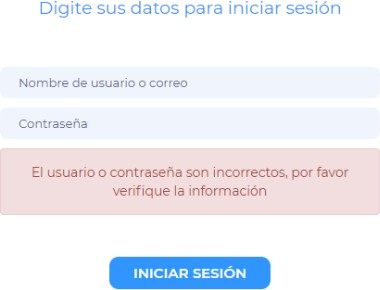 Digite sus datos para iniciar sesión
Nombre de usuario o correo
Contraseña
El usuario o contraseña son incorrectos, por favor
verifique la información
INICIAR SESIÓN